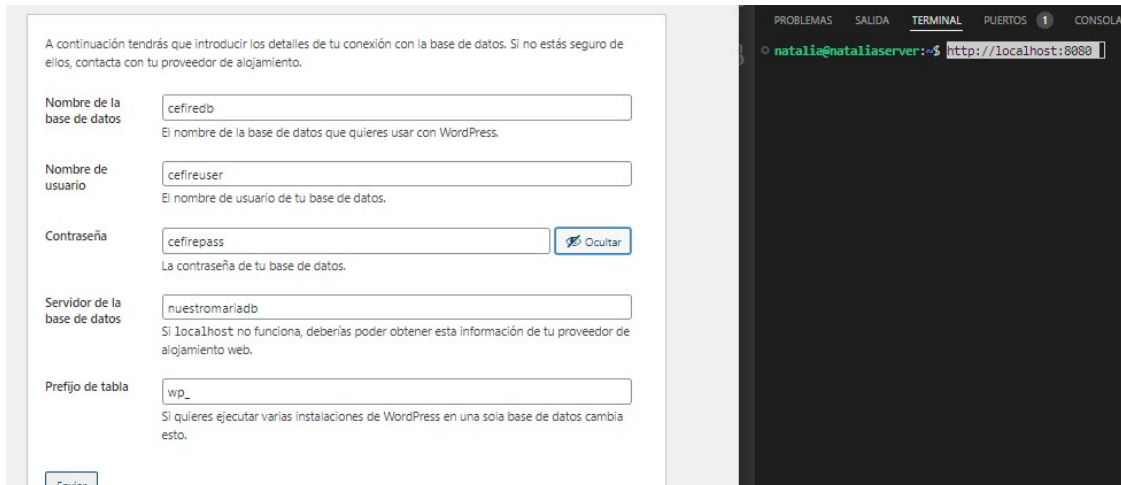 A continuación tendrás que introducir los detalles de tu conexión con la base de datos. Si no estás seguro de
ellos, contacta con tu proveedor de alojamiento.
Nombre de la
base de datos
cefiredb
El nombre de la base de datos que quieres usar con WordPress.
Nombre de
usuario
cefireuser
El nombre de usuario de tu base de datos.
Contraseña
cefirepass
Ocultar
La contraseña de tu base de datos.
Servidor de la
base de datos
nuestromariadb
Si localhost no funciona, deberías poder obtener esta información de tu proveedor de
alojamiento web.
Prefijo de tabla
wp_
Si quieres ejecutar varias instalaciones de WordPress en una sola base de datos cambia
esto.
PROBLEMAS SALIDA TERMINAL PUERTOS 1 CONSOLA
natalia@nataliaserver:~$ http://localhost:8080